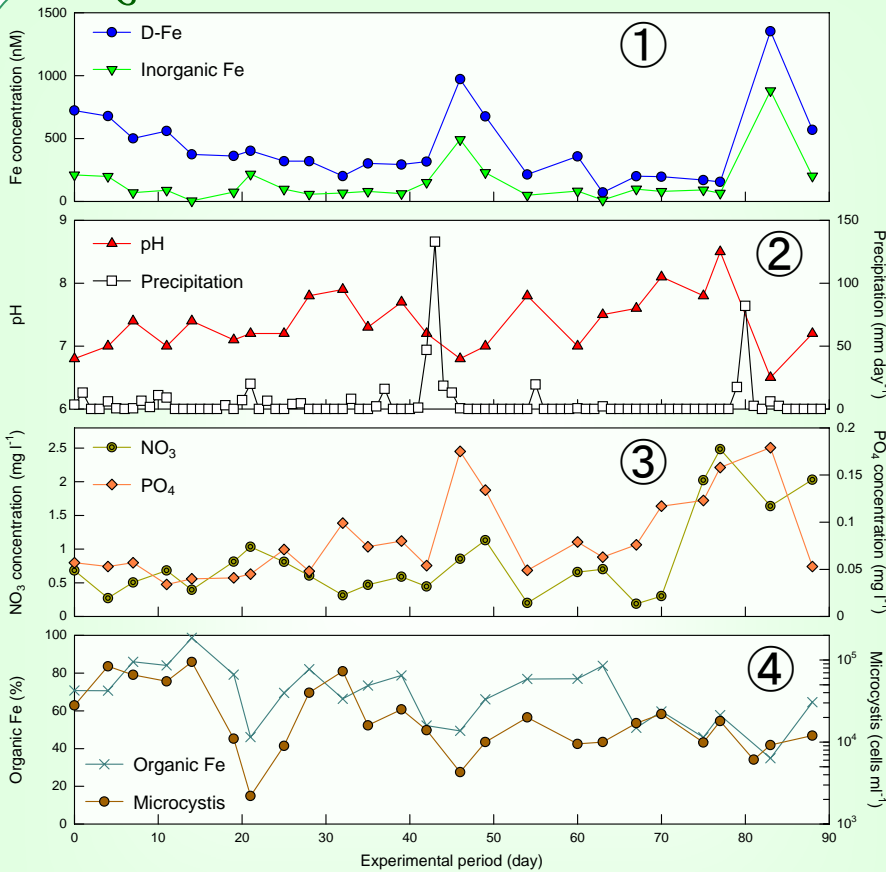 1500
1000
500
0
Fe concentration (nM)
D-Fe
Inorganic Fe
①
9
8
7
6
pH
pH
Precipitation
②
150
100
50
0
Precipitation (mm day⁻¹)
2.5
2
1.5
1
0.5
0
NO₃ concentration (mg l⁻¹)
NO₃
PO₄
③
0.2
0.15
0.1
0.05
0
PO₄ concentration (mg l⁻¹)
100
80
60
40
20
0
Organic Fe (%)
Organic Fe
Microcystis
④
10⁵
10⁴
10³
Microcystis (cells ml⁻¹)
0 10 20 30 40 50 60 70 80 90
Experimental period (day)